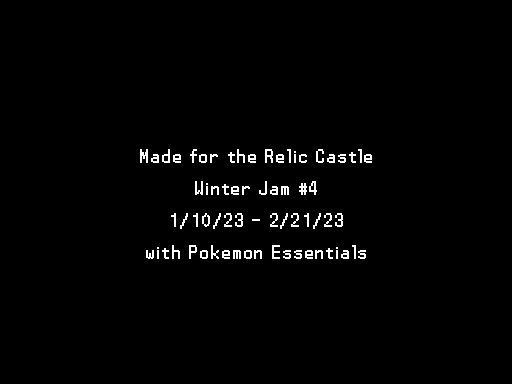 Made for the Relic Castle
Winter Jam #4
1/10/23 - 2/21/23
with Pokemon Essentials